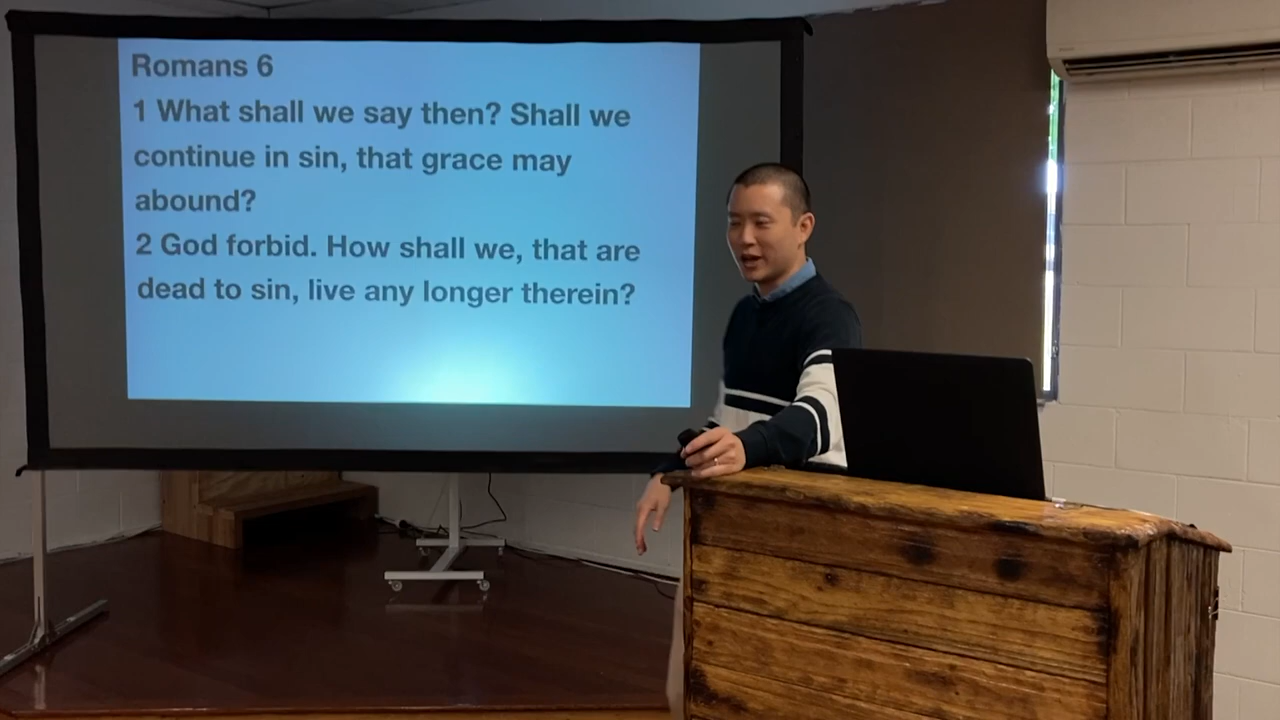 Romans 6
1 What shall we say then? Shall we
continue in sin, that grace may
abound?
2 God forbid. How shall we, that are
dead to sin, live any longer therein?